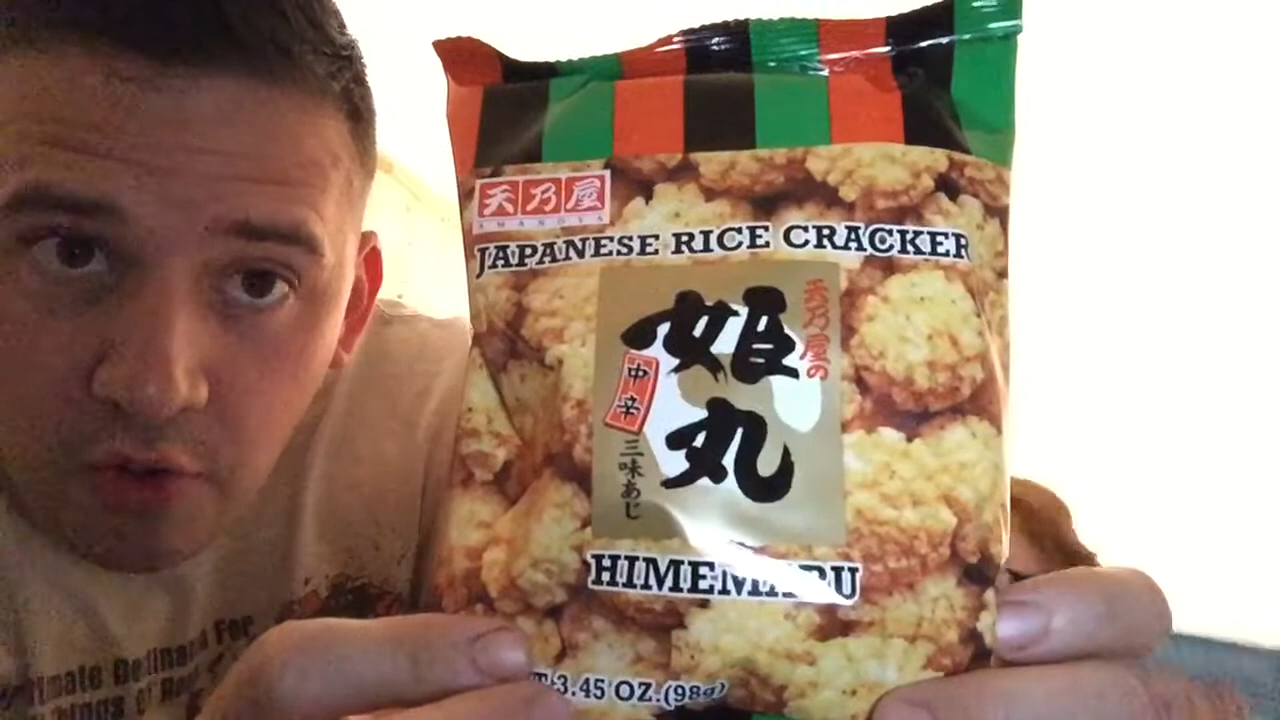 天乃屋
AMANOYA
JAPANESE RICE CRACKER
天乃屋の
姫丸
中辛
三味あじ
HIMEMARU
T.3.45 OZ.(98g)
For